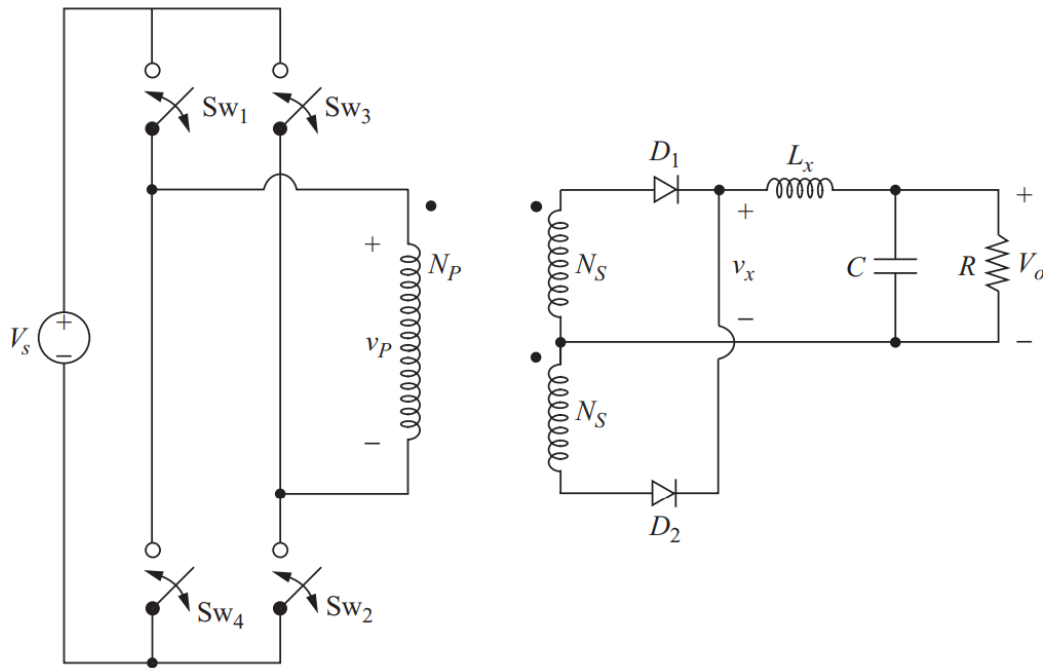 Sw1
Sw3
Vs
+
−
+
NP
vP
−
Sw4
Sw2
NS
NS
D1
D2
+
vx
−
Lx
C
R
+
Vo
−